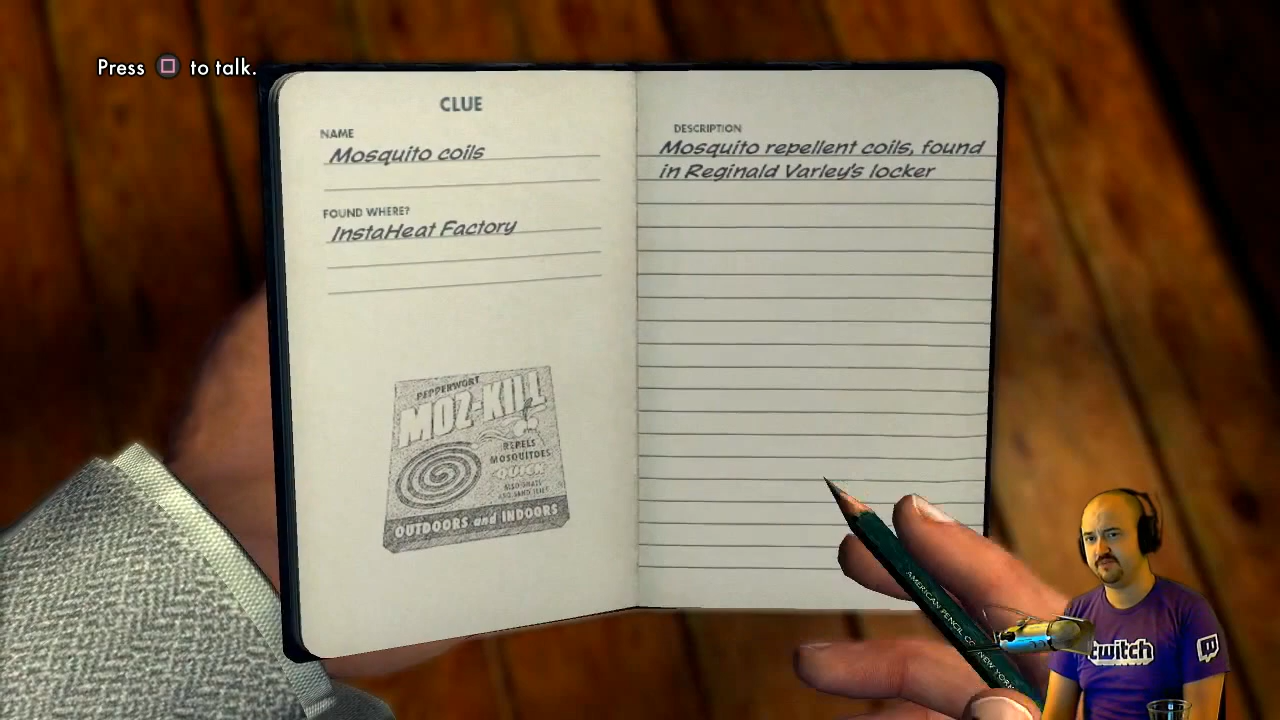 Press to talk.
CLUE
NAME
Mosquito coils
FOUND WHERE?
InstaHeat Factory
PEPPERWORT
MOZ-KILL
REPELS
MOSQUITOES
QUICK
OUTDOORS and INDOORS
DESCRIPTION
Mosquito repellent coils, found
in Reginald Varley's locker
AMERICAN PENCIL CO. NEW YORK
twitch